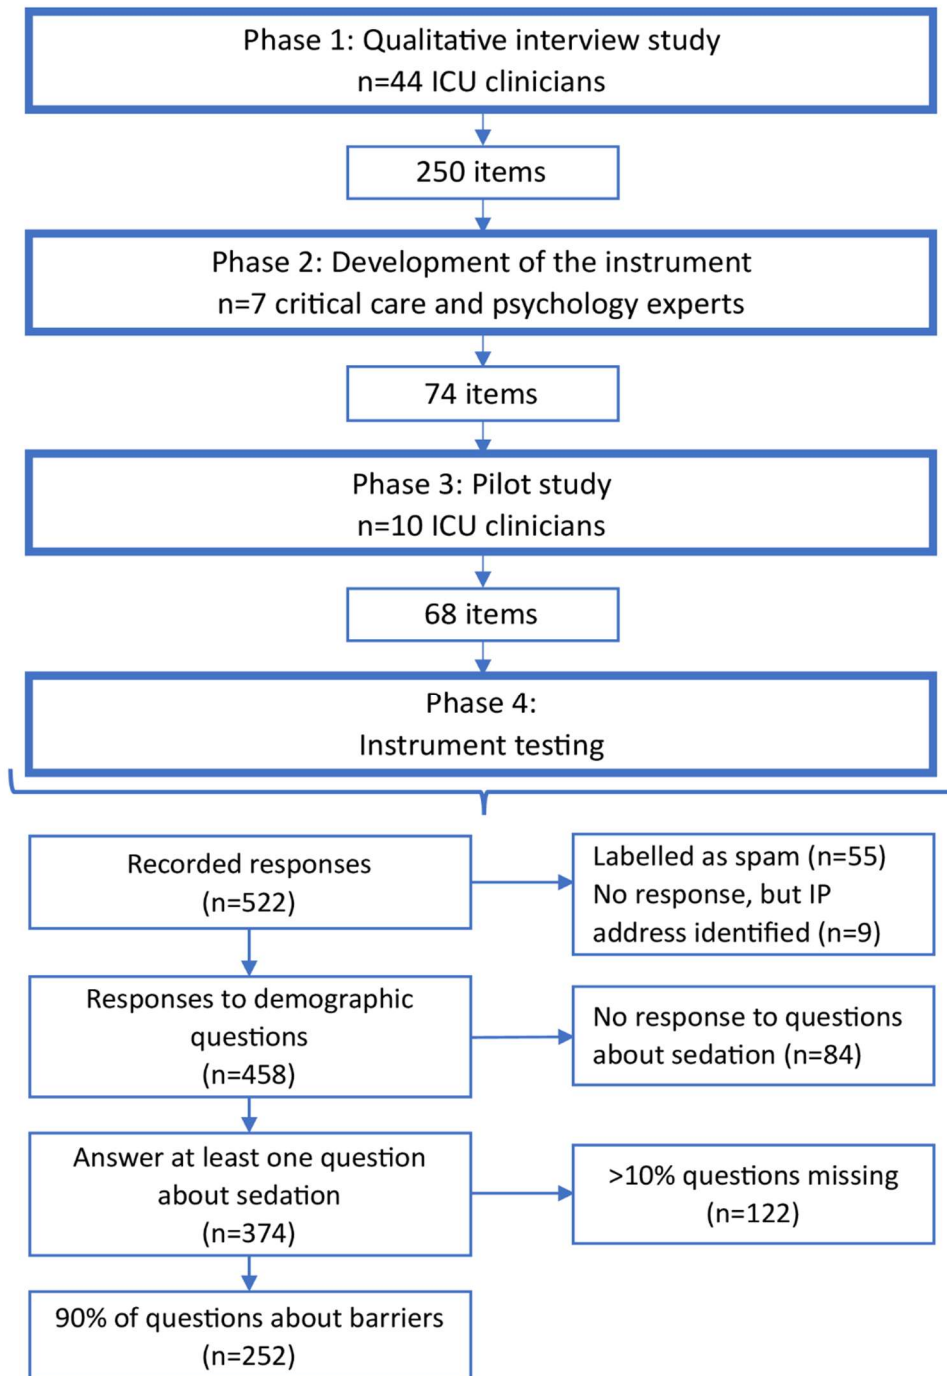 Phase 1: Qualitative interview study
n=44 ICU clinicians
250 items
Phase 2: Development of the instrument
n=7 critical care and psychology experts
74 items
Phase 3: Pilot study
n=10 ICU clinicians
68 items
Phase 4:
Instrument testing
Recorded responses
(n=522)
Labelled as spam (n=55)
No response, but IP
address identified (n=9)
Responses to demographic
questions
(n=458)
No response to questions
about sedation (n=84)
Answer at least one question
about sedation
(n=374)
>10% questions missing
(n=122)
90% of questions about barriers
(n=252)